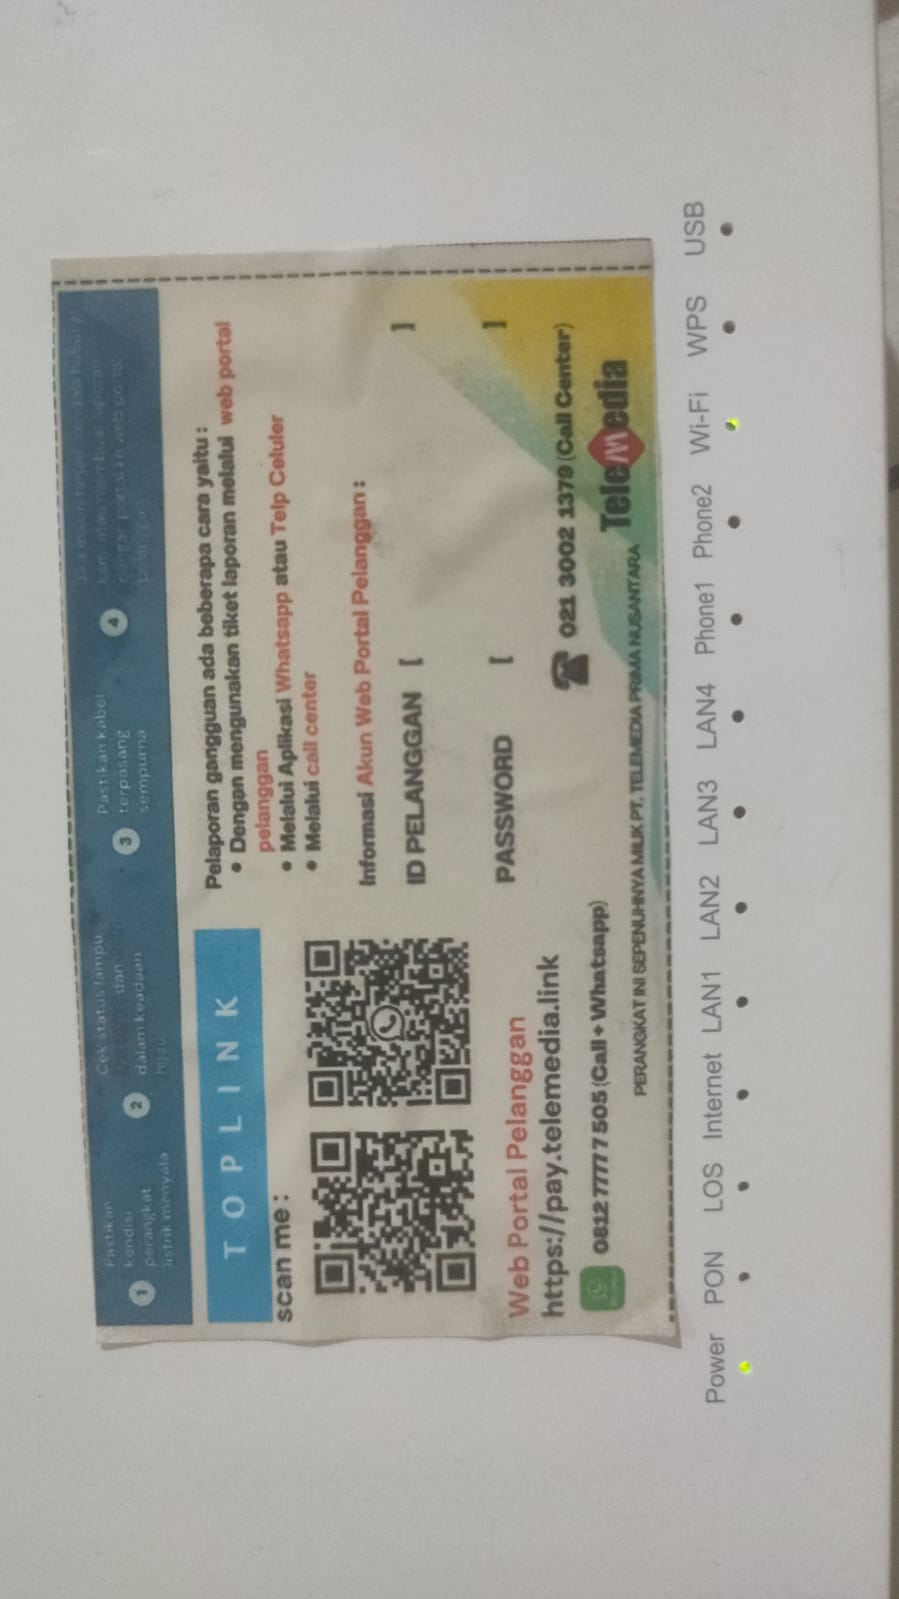 1 Pastikan
kondisi
perangkat
listrik menyala
2 Cek status lampu
dan
dalam keadaan
hijau
3 Pastikan kabel
terpasang
sempurna
4
TOPLINK
scan me :
Pelaporan gangguan ada beberapa cara yaitu :
• Dengan mengunakan tiket laporan melalui web portal
pelanggan
• Melalui Aplikasi Whatsapp atau Telp Celuler
• Melalui call center
Informasi Akun Web Portal Pelanggan :
ID PELANGGAN [ ]
PASSWORD [ ]
Web Portal Pelanggan
https://pay.telemedia.link
0812 7777 7 505 (Call + Whatsapp)
021 3002 1379 (Call Center)
PERANGKAT INI SEPENUHNYA MILIK PT. TELEMEDIA PRIMA NUSANTARA
TeleMedia
Power PON LOS Internet LAN1 LAN2 LAN3 LAN4 Phone1 Phone2 Wi-Fi WPS USB